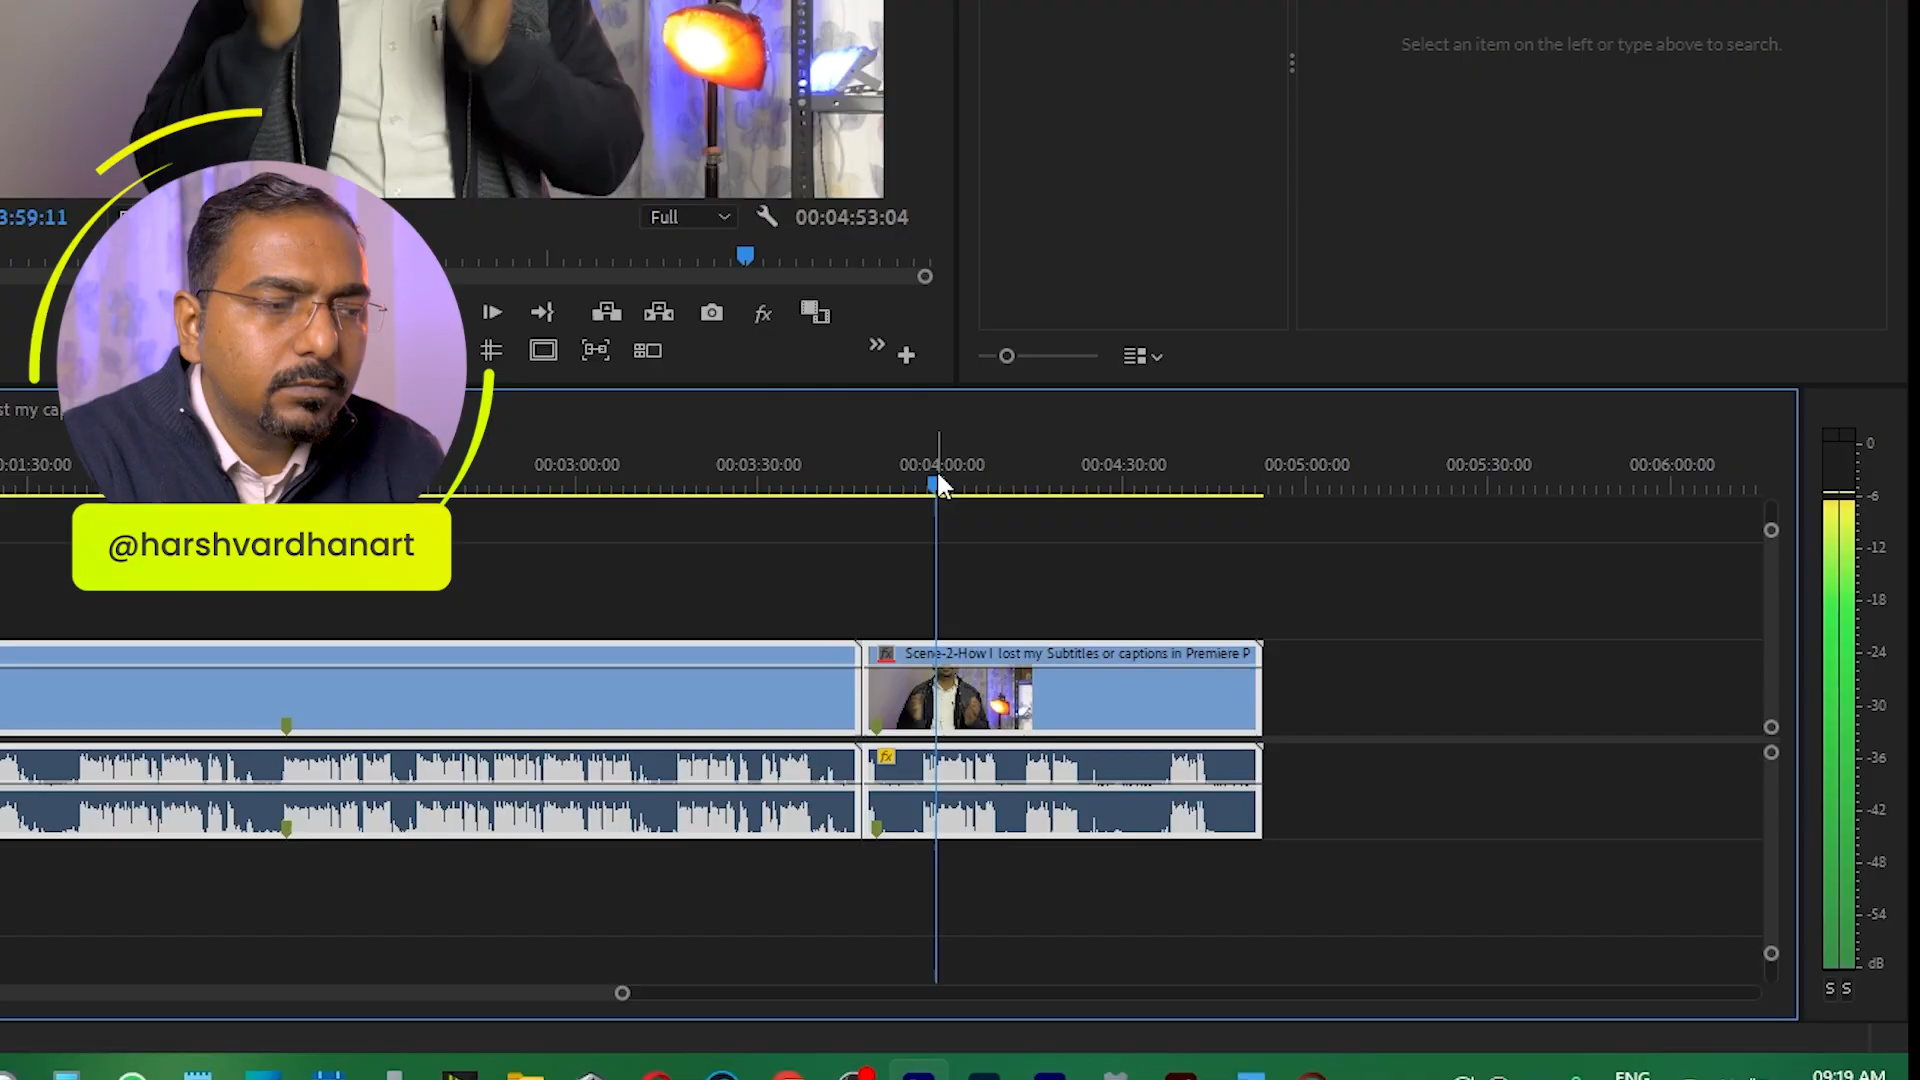 Select an item on the left or type above to search.
3:59:11
Full
00:04:53:04
st my ca
0:01:30:00
00:03:00:00
00:03:30:00
00:04:00:00
00:04:30:00
00:05:00:00
00:05:30:00
00:06:00:00
@harshvardhanart
fx Scene-2-How I lost my Subtitles or captions in Premiere P
fx
0
-6
-12
-18
-24
-30
-36
-42
-48
-54
dB
S S
ENG
09:19 AM